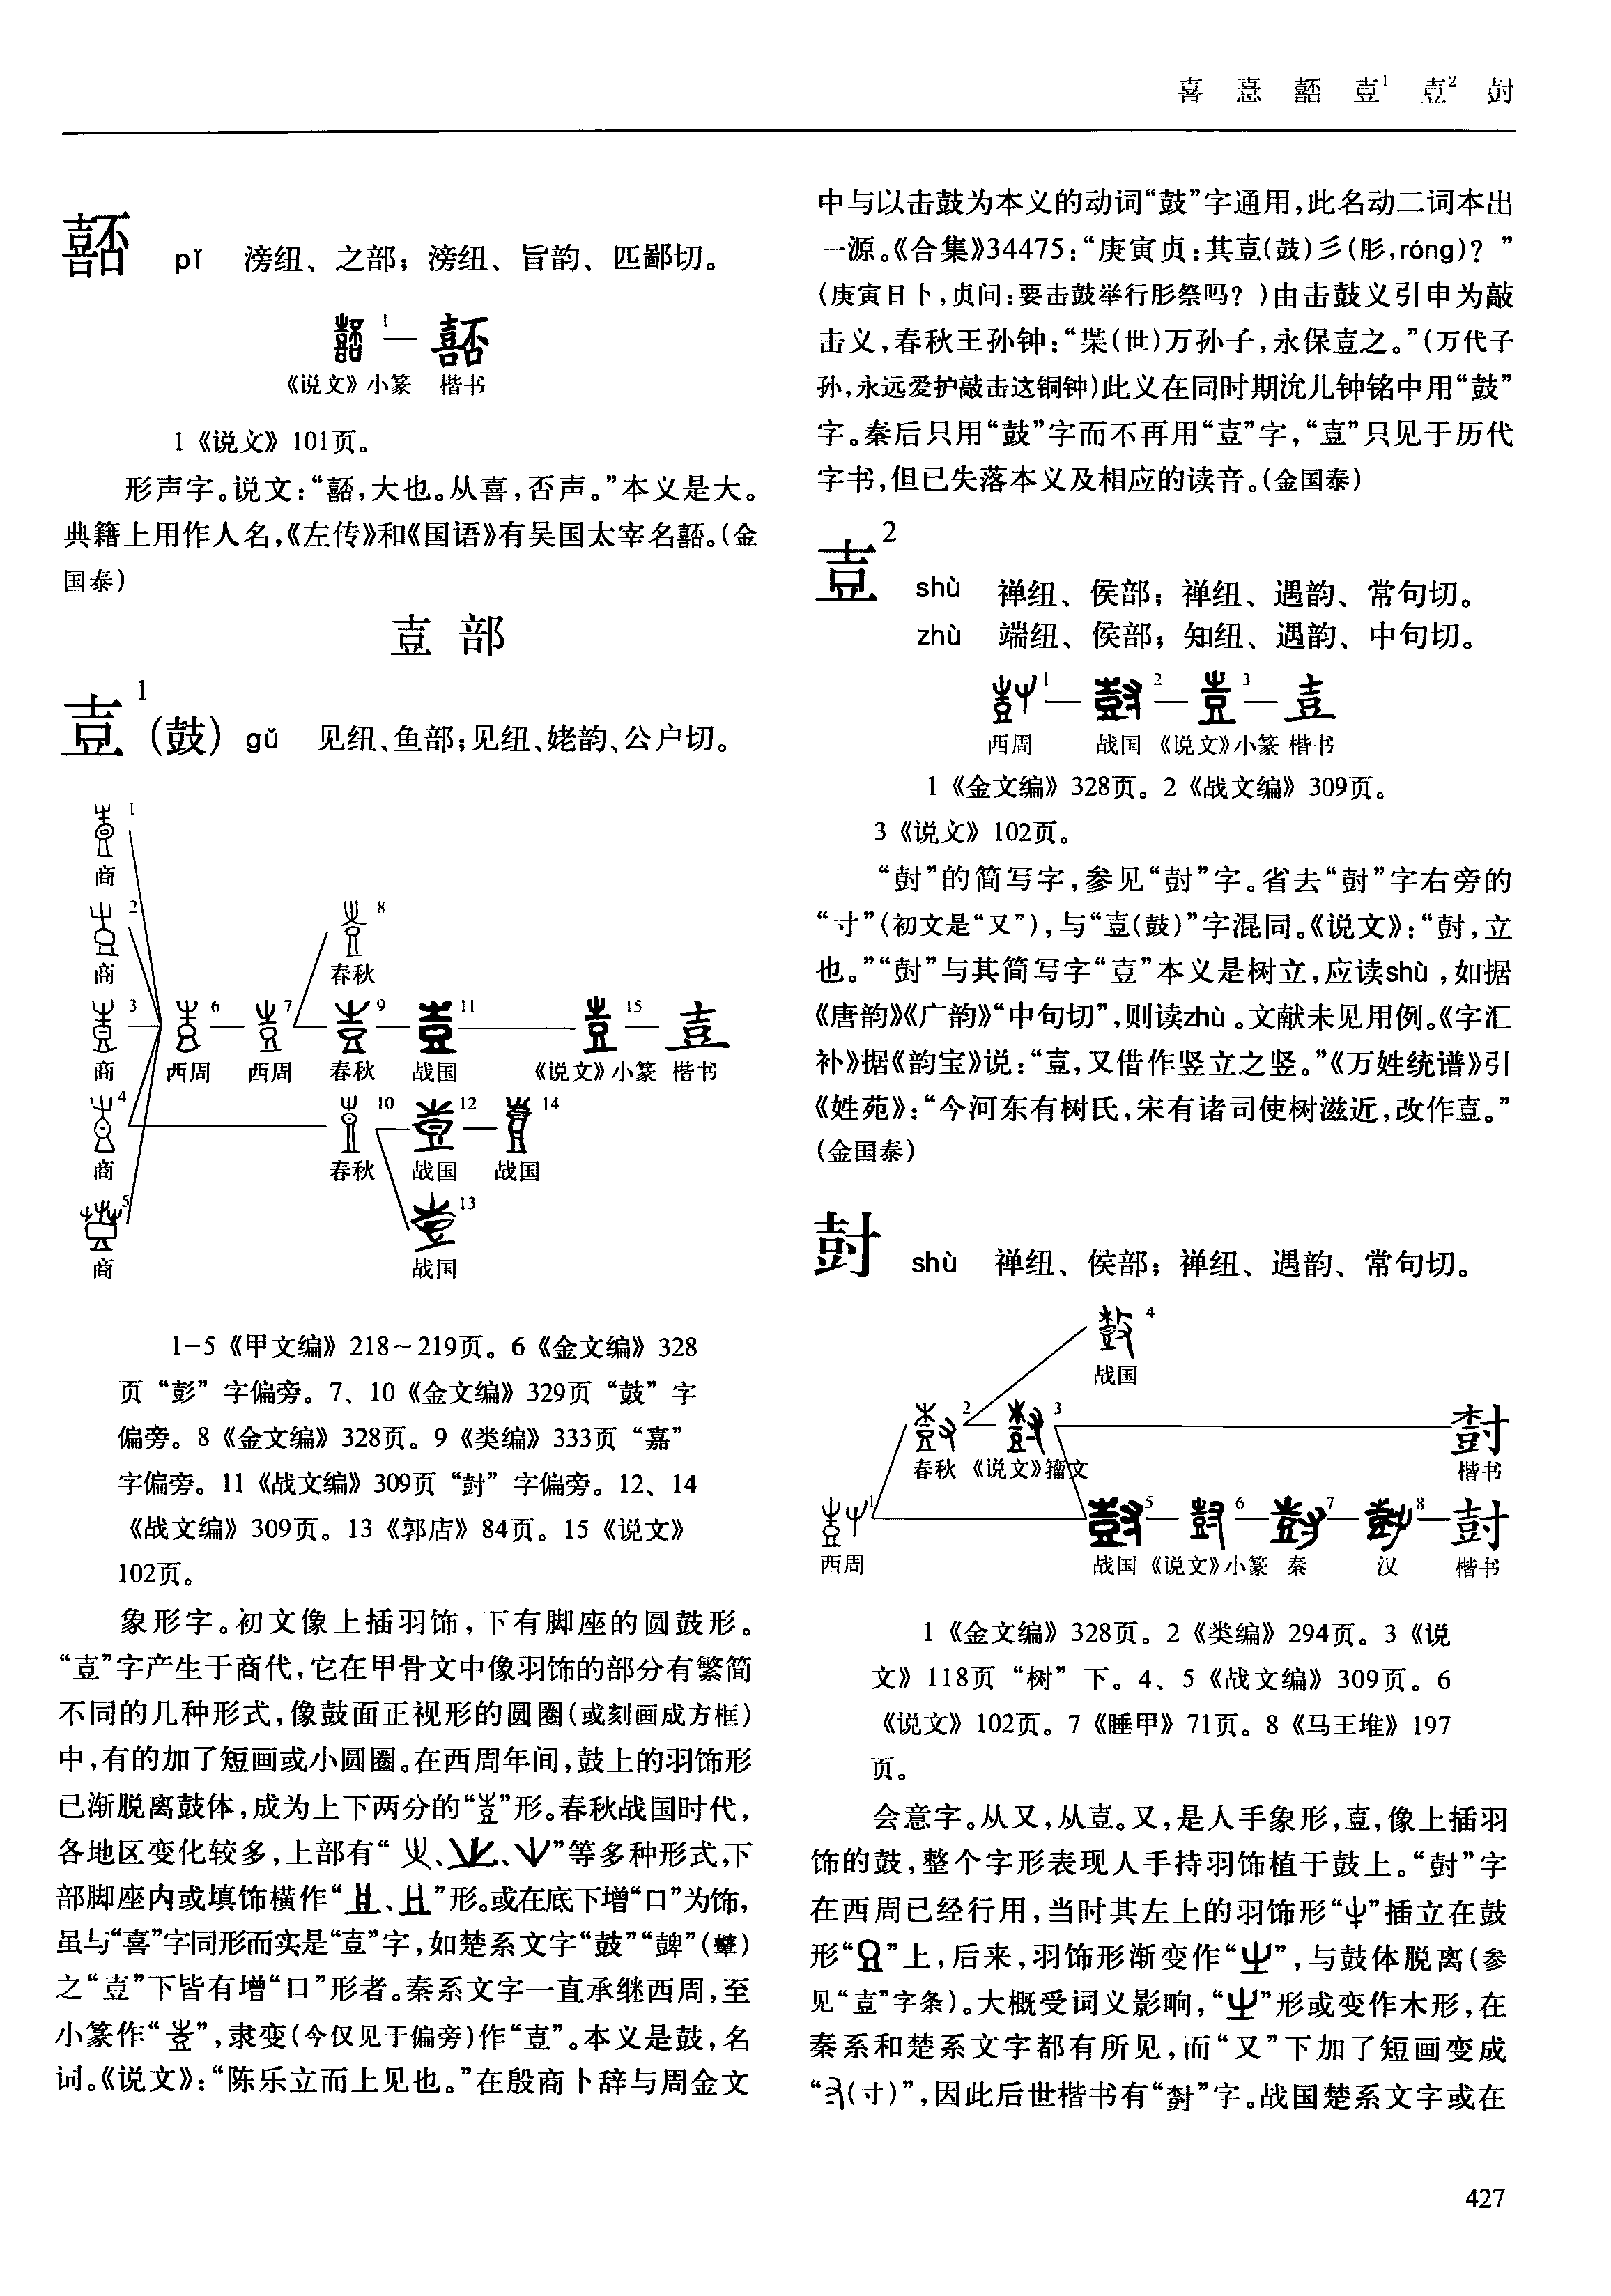 喜 憙 嚭 壴¹ 壴² 尌
嚭 pǐ 滂纽、之部；滂纽、旨韵、匹鄙切。
1—嚭
《说文》小篆 楷书
1《说文》101页。
形声字。说文：“嚭，大也。从喜，否声。”本义是大。
典籍上用作人名，《左传》和《国语》有吴国太宰名嚭。（金
国泰）
壴 部
壴¹（鼓）gǔ 见纽、鱼部；见纽、姥韵、公户切。
1
商
2 8
商 春秋
3 6 7 9 11 15 壴
商 西周 西周 春秋 战国 《说文》小篆 楷书
4 10 12 14
商 春秋 战国 战国
5 13
商 战国
1—5《甲文编》218～219页。6《金文编》328
页“彭”字偏旁。7、10《金文编》329页“鼓”字
偏旁。8《金文编》328页。9《类编》333页“嘉”
字偏旁。11《战文编》309页“尌”字偏旁。12、14
《战文编》309页。13《郭店》84页。15《说文》
102页。
象形字。初文像上插羽饰，下有脚座的圆鼓形。
“壴”字产生于商代，它在甲骨文中像羽饰的部分有繁简
不同的几种形式，像鼓面正视形的圆圈（或刻画成方框）
中，有的加了短画或小圆圈。在西周年间，鼓上的羽饰形
已渐脱离鼓体，成为上下两分的“”形。春秋战国时代，
各地区变化较多，上部有“、、”等多种形式，下
部脚座内或填饰横作“、”形。或在底下增“口”为饰，
虽与“喜”字同形而实是“壴”字，如楚系文字“鼓”“鼙”（）
之“壴”下皆有增“口”形者。秦系文字一直承继西周，至
小篆作“”，隶变（今仅见于偏旁）作“壴”。本义是鼓，名
词。《说文》：“陈乐立而上见也。”在殷商卜辞与周金文
中与以击鼓为本义的动词“鼓”字通用，此名动二词本出
一源。《合集》34475：“庚寅贞：其壴（鼓）彡（肜，róng）？”
（庚寅日卜，贞问：要击鼓举行肜祭吗？）由击鼓义引申为敲
击义，春秋王孙钟：“枼（世）万孙子，永保壴之。”（万代子
孙，永远爱护敲击这铜钟）此义在同时期沇儿钟铭中用“鼓”
字。秦后只用“鼓”字而不再用“壴”字，“壴”只见于历代
字书，但已失落本义及相应的读音。（金国泰）
壴² shù 禅纽、侯部；禅纽、遇韵、常句切。
zhù 端纽、侯部；知纽、遇韵、中句切。
1—2—3—壴
西周 战国 《说文》小篆 楷书
1《金文编》328页。2《战文编》309页。
3《说文》102页。
“尌”的简写字，参见“尌”字。省去“尌”字右旁的
“寸”（初文是“又”），与“壴（鼓）”字混同。《说文》：“尌，立
也。”“尌”与其简写字“壴”本义是树立，应读shù，如据
《唐韵》《广韵》“中句切”，则读zhù。文献未见用例。《字汇
补》据《韵宝》说：“壴，又借作竖立之竖。”《万姓统谱》引
《姓苑》：“今河东有树氏，宋有诸司使树滋近，改作壴。”
（金国泰）
尌 shù 禅纽、侯部；禅纽、遇韵、常句切。
4
战国
2 3
春秋 《说文》籀文 楷书
1 5 6 7 8 尌
西周 战国 《说文》小篆 秦 汉 楷书
1《金文编》328页。2《类编》294页。3《说
文》118页“树”下。4、5《战文编》309页。6
《说文》102页。7《睡甲》71页。8《马王堆》197
页。
会意字。从又，从壴。又，是人手象形，壴，像上插羽
饰的鼓，整个字形表现人手持羽饰植于鼓上。“尌”字
在西周已经行用，当时其左上的羽饰形“”插立在鼓
形“”上，后来，羽饰形渐变作“”，与鼓体脱离（参
见“壴”字条）。大概受词义影响，“”形或变作木形，在
秦系和楚系文字都有所见，而“又”下加了短画变成
“（寸）”，因此后世楷书有“”字。战国楚系文字或在
427